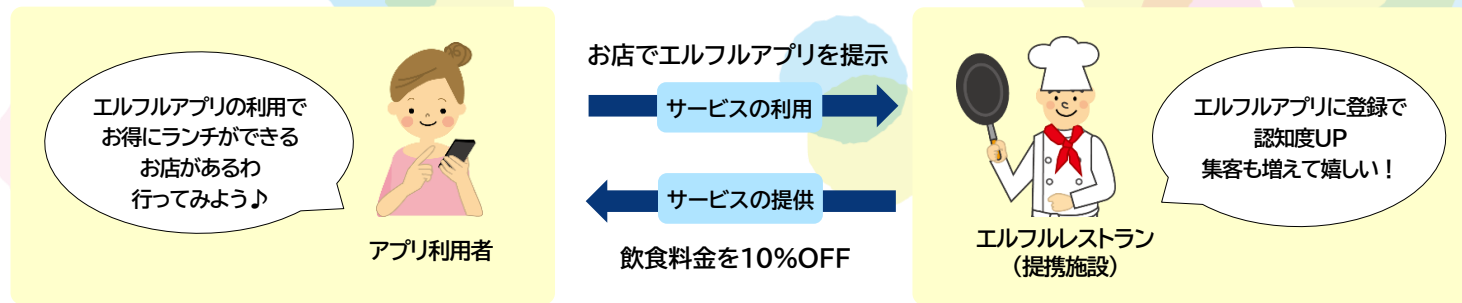 エルフルアプリの利用で
お得にランチができる
お店があるわ
行ってみよう♪
アプリ利用者
お店でエルフルアプリを提示
サービスの利用
サービスの提供
飲食料金を10%OFF
エルフルレストラン
(提携施設)
エルフルアプリに登録で
認知度UP
集客も増えて嬉しい！